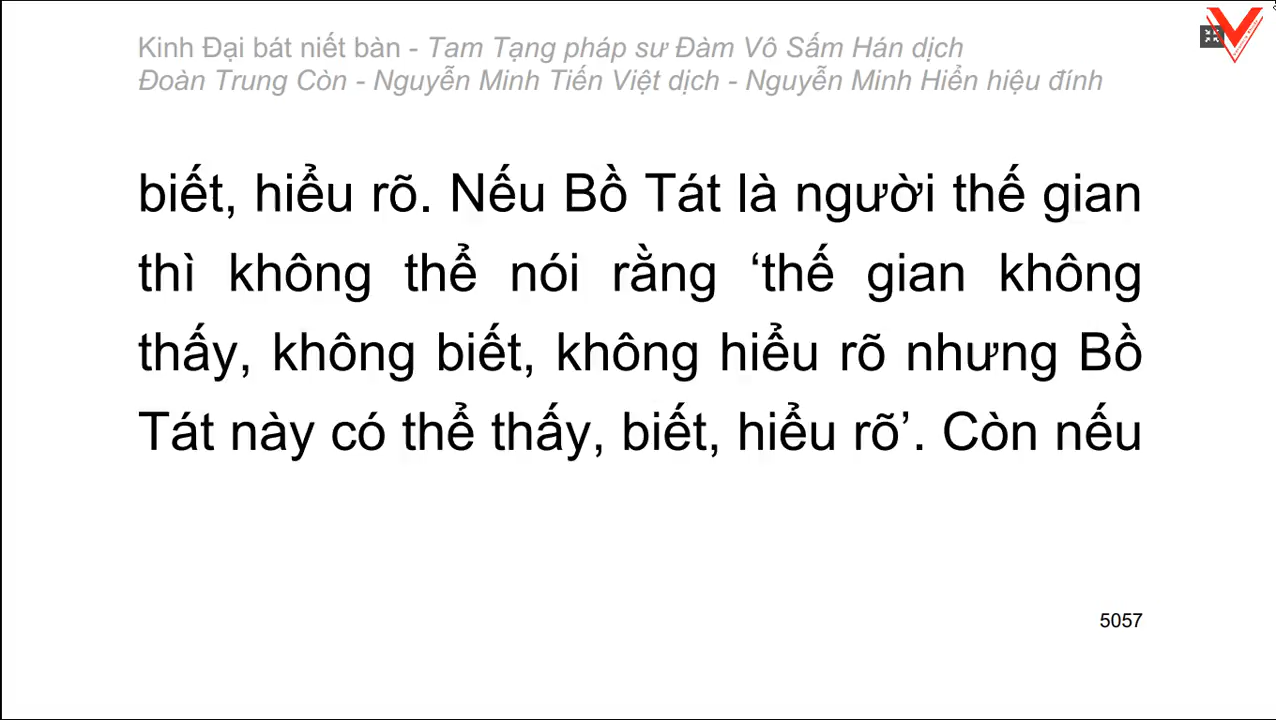 Kinh Đại bát niết bàn - Tam Tạng pháp sư Đàm Vô Sấm Hán dịch
Đoàn Trung Còn - Nguyễn Minh Tiến Việt dịch - Nguyễn Minh Hiển hiệu đính
biết, hiểu rõ. Nếu Bồ Tát là người thế gian
thì không thể nói rằng ‘thế gian không
thấy, không biết, không hiểu rõ nhưng Bồ
Tát này có thể thấy, biết, hiểu rõ’. Còn nếu
5057